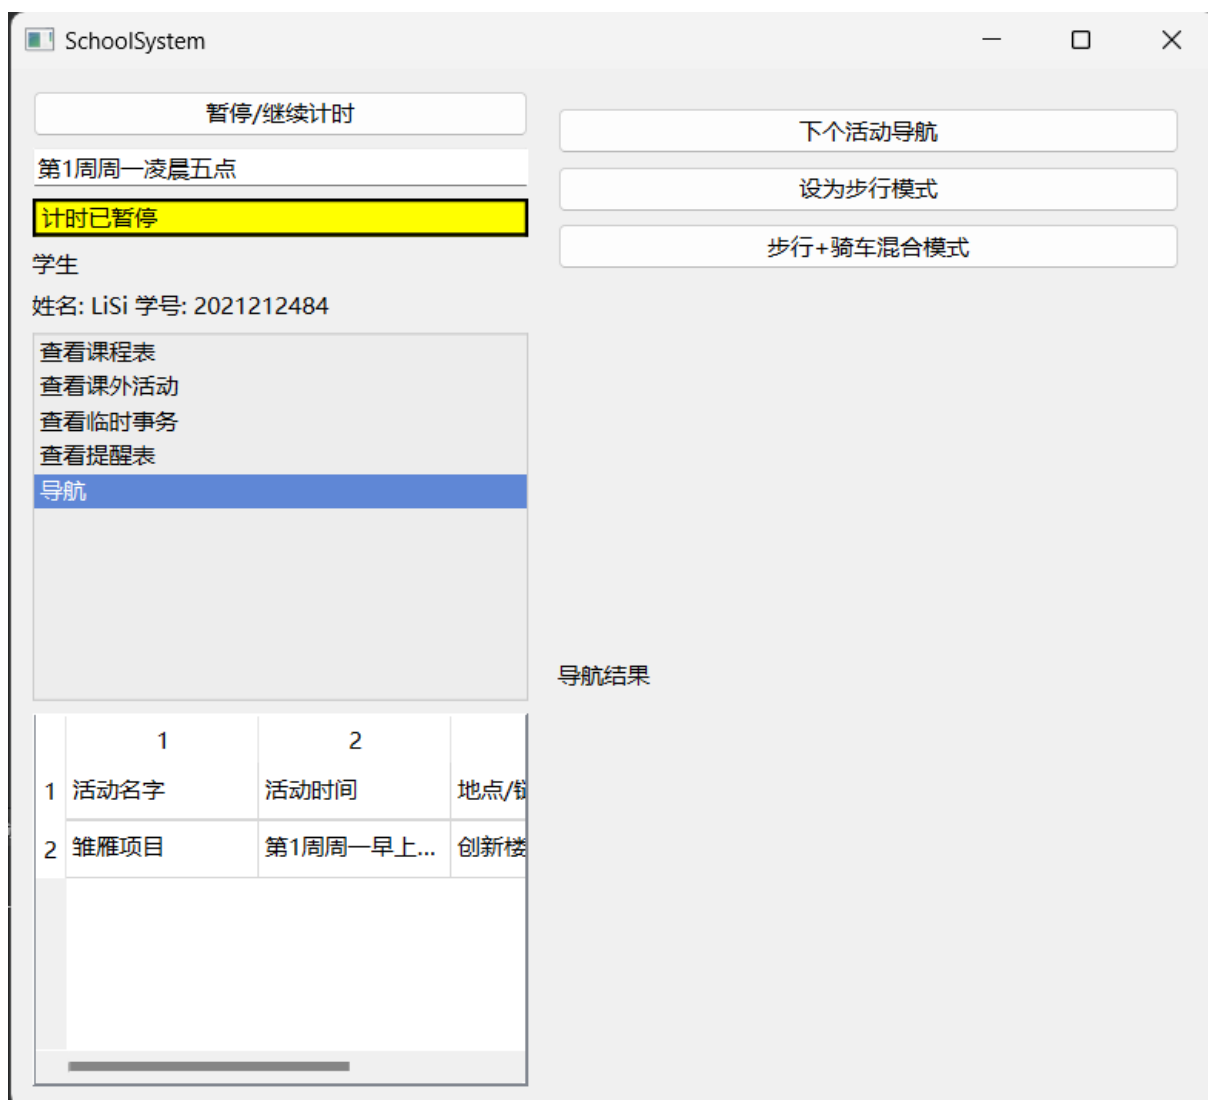 SchoolSystem
暂停/继续计时
第1周周一凌晨五点
计时已暂停
学生
姓名: LiSi 学号: 2021212484
查看课程表
查看课外活动
查看临时事务
查看提醒表
导航
1 2
1 活动名字 活动时间 地点/
2 雏雁项目 第1周周一早上... 创新楼
下个活动导航
设为步行模式
步行+骑车混合模式
导航结果